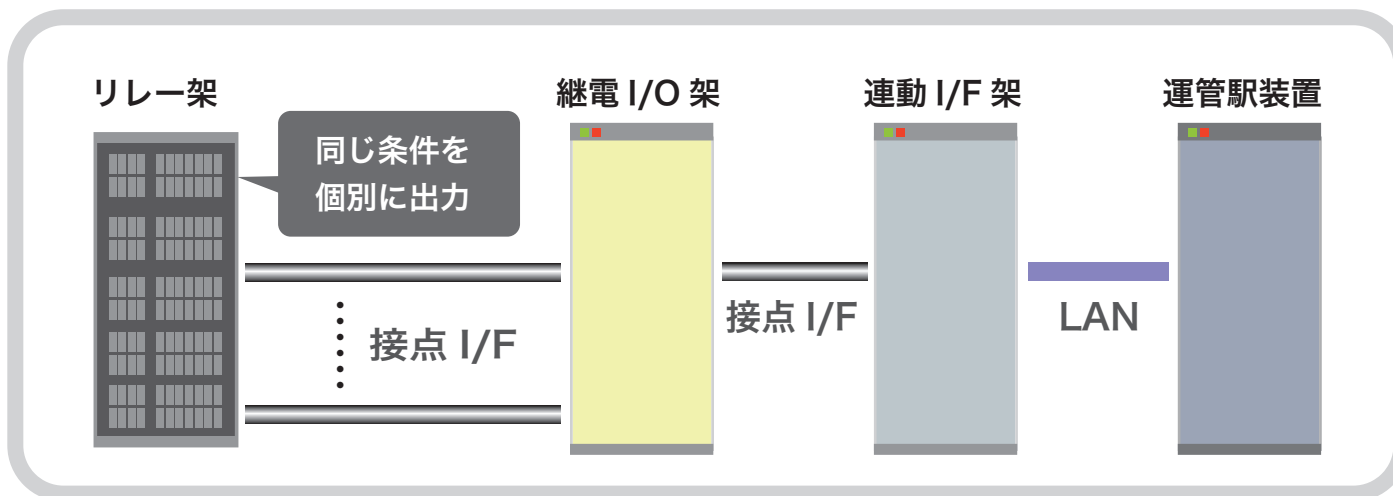 リレー架
継電 I/O 架
連動 I/F 架
運管駅装置
同じ条件を
個別に出力
接点 I/F
接点 I/F
LAN